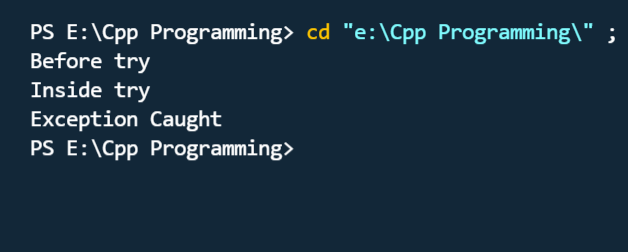 PS E:\Cpp Programming> cd "e:\Cpp Programming\" ;
Before try
Inside try
Exception Caught
PS E:\Cpp Programming>